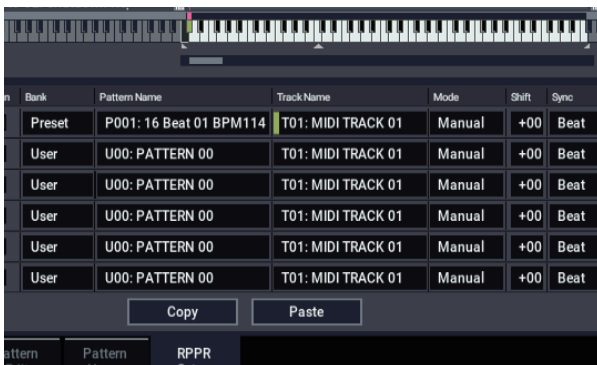 n Bank Pattern Name Track Name Mode Shift Sync
Preset P001: 16 Beat 01 BPM114 T01: MIDI TRACK 01 Manual +00 Beat
User U00: PATTERN 00 T01: MIDI TRACK 01 Manual +00 Beat
User U00: PATTERN 00 T01: MIDI TRACK 01 Manual +00 Beat
User U00: PATTERN 00 T01: MIDI TRACK 01 Manual +00 Beat
User U00: PATTERN 00 T01: MIDI TRACK 01 Manual +00 Beat
User U00: PATTERN 00 T01: MIDI TRACK 01 Manual +00 Beat
Copy Paste
attern Pattern RPPR